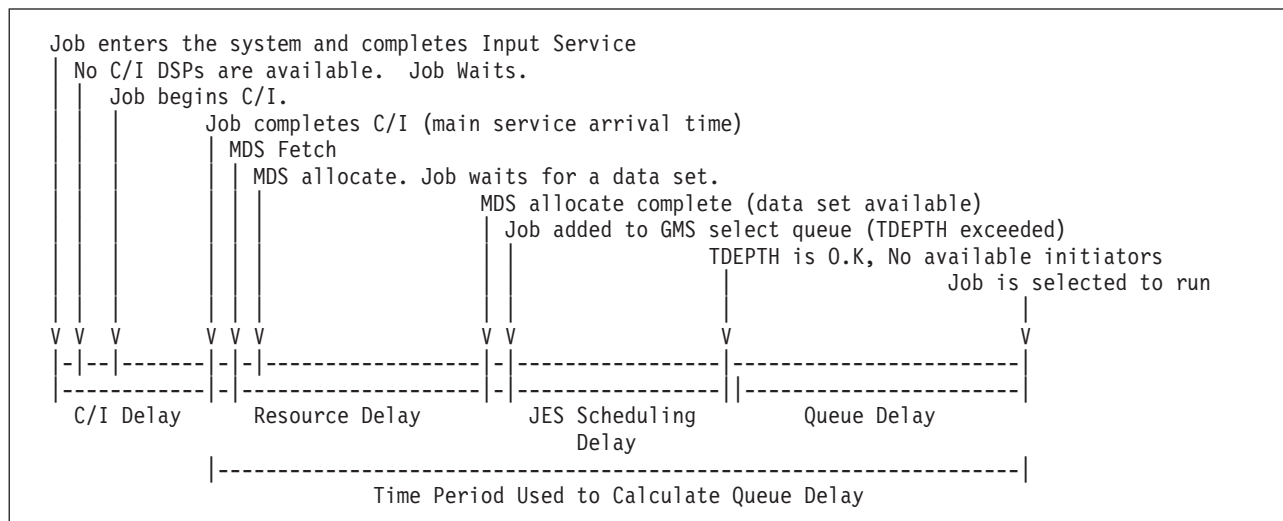 Job enters the system and completes Input Service
No C/I DSPs are available. Job Waits.
Job begins C/I.
Job completes C/I (main service arrival time)
MDS Fetch
MDS allocate. Job waits for a data set.
MDS allocate complete (data set available)
Job added to GMS select queue (TDEPTH exceeded)
TDEPTH is O.K, No available initiators
Job is selected to run
V V V V V V V V V V
|-|--|-------|-|-|------------------|-|-----------------|------------------------|
|------------|-|--------------------|-|-----------------||-----------------------|
C/I Delay Resource Delay JES Scheduling Queue Delay
Delay
|-------------------------------------------------------------------|
Time Period Used to Calculate Queue Delay